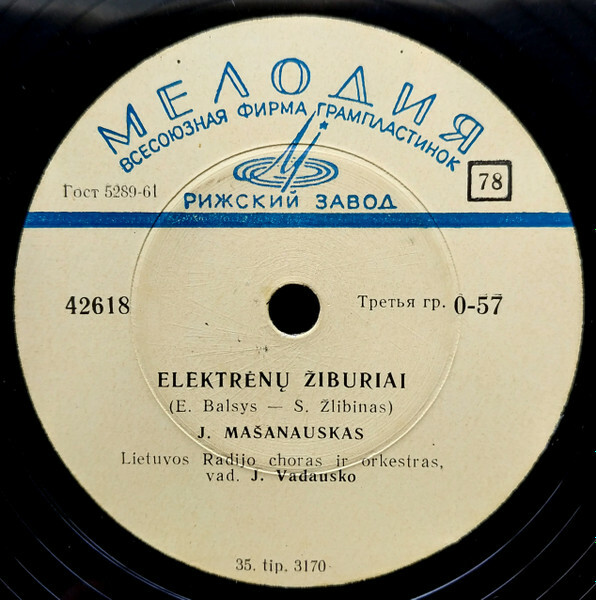 МЕЛОДИЯ
ВСЕСОЮЗНАЯ ФИРМА ГРАМПЛАСТИНОК
Гост 5289-61
78
РИЖСКИЙ ЗАВОД
42618
Третья гр. 0-57
ELEKTRĖNŲ ŽIBURIAI
(E. Balsys — S. Žlibinas)
J. MAŠANAUSKAS
Lietuvos Radijo choras ir orkestras,
vad. J. Vadausko
35. tip. 3170